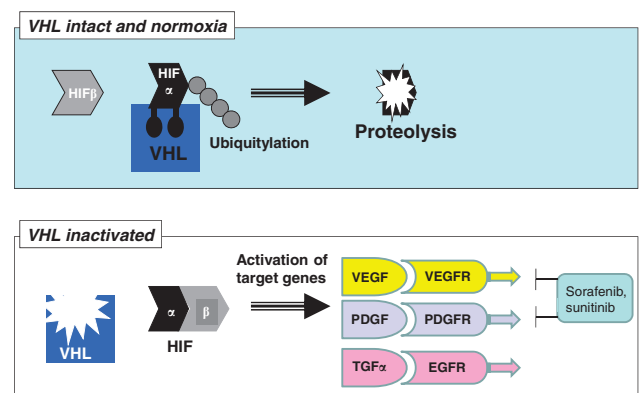 VHL intact and normoxia
HIFβ
HIF
α
VHL
Ubiquitylation
Proteolysis
VHL inactivated
VHL
α
β
HIF
Activation of
target genes
VEGF
VEGFR
PDGF
PDGFR
TGFα
EGFR
Sorafenib,
sunitinib